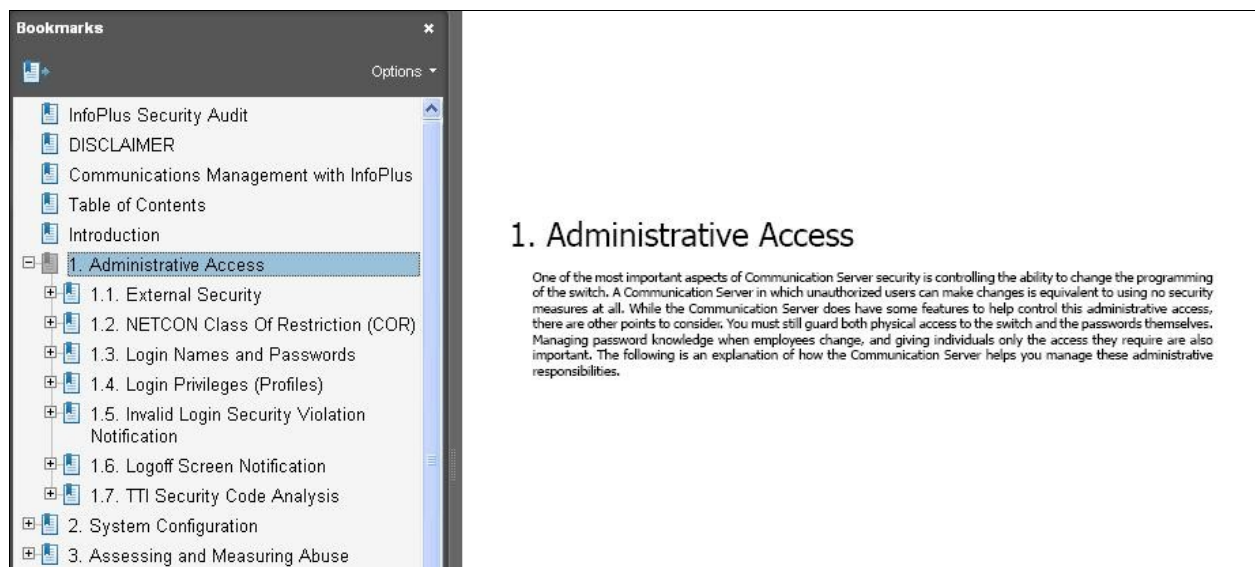 Bookmarks
Options
InfoPlus Security Audit
DISCLAIMER
Communications Management with InfoPlus
Table of Contents
Introduction
1. Administrative Access
1.1. External Security
1.2. NETCON Class Of Restriction (COR)
1.3. Login Names and Passwords
1.4. Login Privileges (Profiles)
1.5. Invalid Login Security Violation
Notification
1.6. Logoff Screen Notification
1.7. TTI Security Code Analysis
2. System Configuration
3. Assessing and Measuring Abuse
1. Administrative Access
One of the most important aspects of Communication Server security is controlling the ability to change the programming
of the switch. A Communication Server in which unauthorized users can make changes is equivalent to using no security
measures at all. While the Communication Server does have some features to help control this administrative access,
there are other points to consider. You must still guard both physical access to the switch and the passwords themselves.
Managing password knowledge when employees change, and giving individuals only the access they require are also
important. The following is an explanation of how the Communication Server helps you manage these administrative
responsibilities.